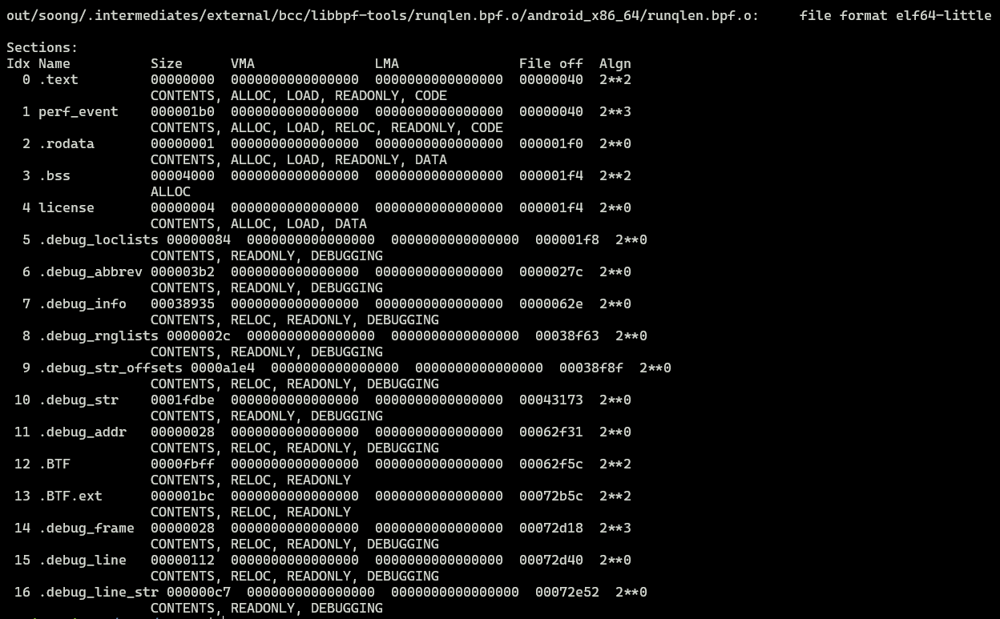 out/soong/.intermediates/external/bcc/libbpf-tools/runqlen.bpf.o/android_x86_64/runqlen.bpf.o:     file format elf64-little
Sections:
Idx Name          Size      VMA               LMA               File off  Algn
  0 .text         00000000  0000000000000000  0000000000000000  00000040  2**2
                  CONTENTS, ALLOC, LOAD, READONLY, CODE
  1 perf_event    000001b0  0000000000000000  0000000000000000  00000040  2**3
                  CONTENTS, ALLOC, LOAD, RELOC, READONLY, CODE
  2 .rodata       00000001  0000000000000000  0000000000000000  000001f0  2**0
                  CONTENTS, ALLOC, LOAD, READONLY, DATA
  3 .bss          00004000  0000000000000000  0000000000000000  000001f4  2**2
                  ALLOC
  4 license       00000004  0000000000000000  0000000000000000  000001f4  2**0
                  CONTENTS, ALLOC, LOAD, DATA
  5 .debug_loclists 00000084  0000000000000000  0000000000000000  000001f8  2**0
                  CONTENTS, READONLY, DEBUGGING
  6 .debug_abbrev 000003b2  0000000000000000  0000000000000000  0000027c  2**0
                  CONTENTS, READONLY, DEBUGGING
  7 .debug_info   00038935  0000000000000000  0000000000000000  0000062e  2**0
                  CONTENTS, RELOC, READONLY, DEBUGGING
  8 .debug_rnglists 0000002c  0000000000000000  0000000000000000  00038f63  2**0
                  CONTENTS, READONLY, DEBUGGING
  9 .debug_str_offsets 0000a1e4  0000000000000000  0000000000000000  00038f8f  2**0
                  CONTENTS, RELOC, READONLY, DEBUGGING
 10 .debug_str    0001fdbe  0000000000000000  0000000000000000  00043173  2**0
                  CONTENTS, READONLY, DEBUGGING
 11 .debug_addr   00000028  0000000000000000  0000000000000000  00062f31  2**0
                  CONTENTS, RELOC, READONLY, DEBUGGING
 12 .BTF          0000fbff  0000000000000000  0000000000000000  00062f5c  2**2
                  CONTENTS, RELOC, READONLY
 13 .BTF.ext      000001bc  0000000000000000  0000000000000000  00072b5c  2**2
                  CONTENTS, RELOC, READONLY
 14 .debug_frame  00000028  0000000000000000  0000000000000000  00072d18  2**3
                  CONTENTS, RELOC, READONLY, DEBUGGING
 15 .debug_line   00000112  0000000000000000  0000000000000000  00072d40  2**0
                  CONTENTS, RELOC, READONLY, DEBUGGING
 16 .debug_line_str 000000c7  0000000000000000  0000000000000000  00072e52  2**0
                  CONTENTS, READONLY, DEBUGGING